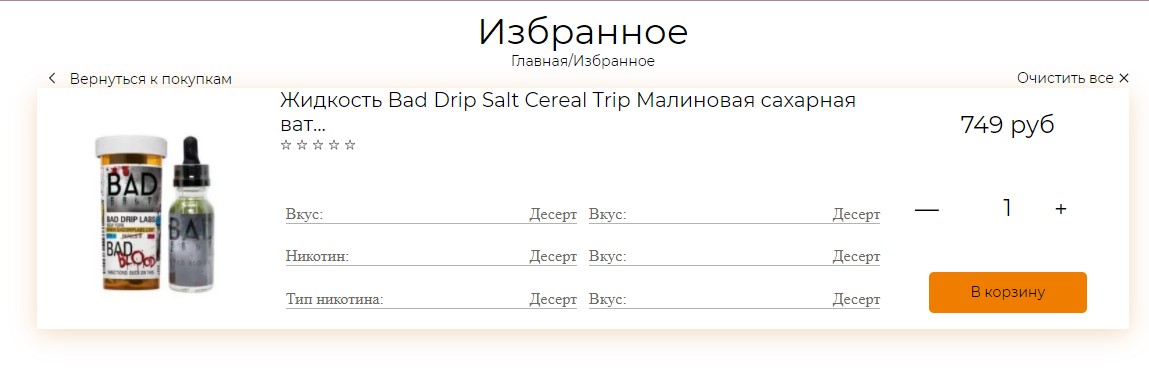 Избранное
Главная/Избранное
Вернуться к покупкам
Очистить все
Жидкость Bad Drip Salt Cereal Trip Малиновая сахарная
ват...
749 руб
BAD
BAD DRIP LABS
BAD
BLOOD
Вкус: Десерт Вкус: Десерт
— 1 +
Никотин: Десерт Вкус: Десерт
Тип никотина: Десерт Вкус: Десерт
В корзину